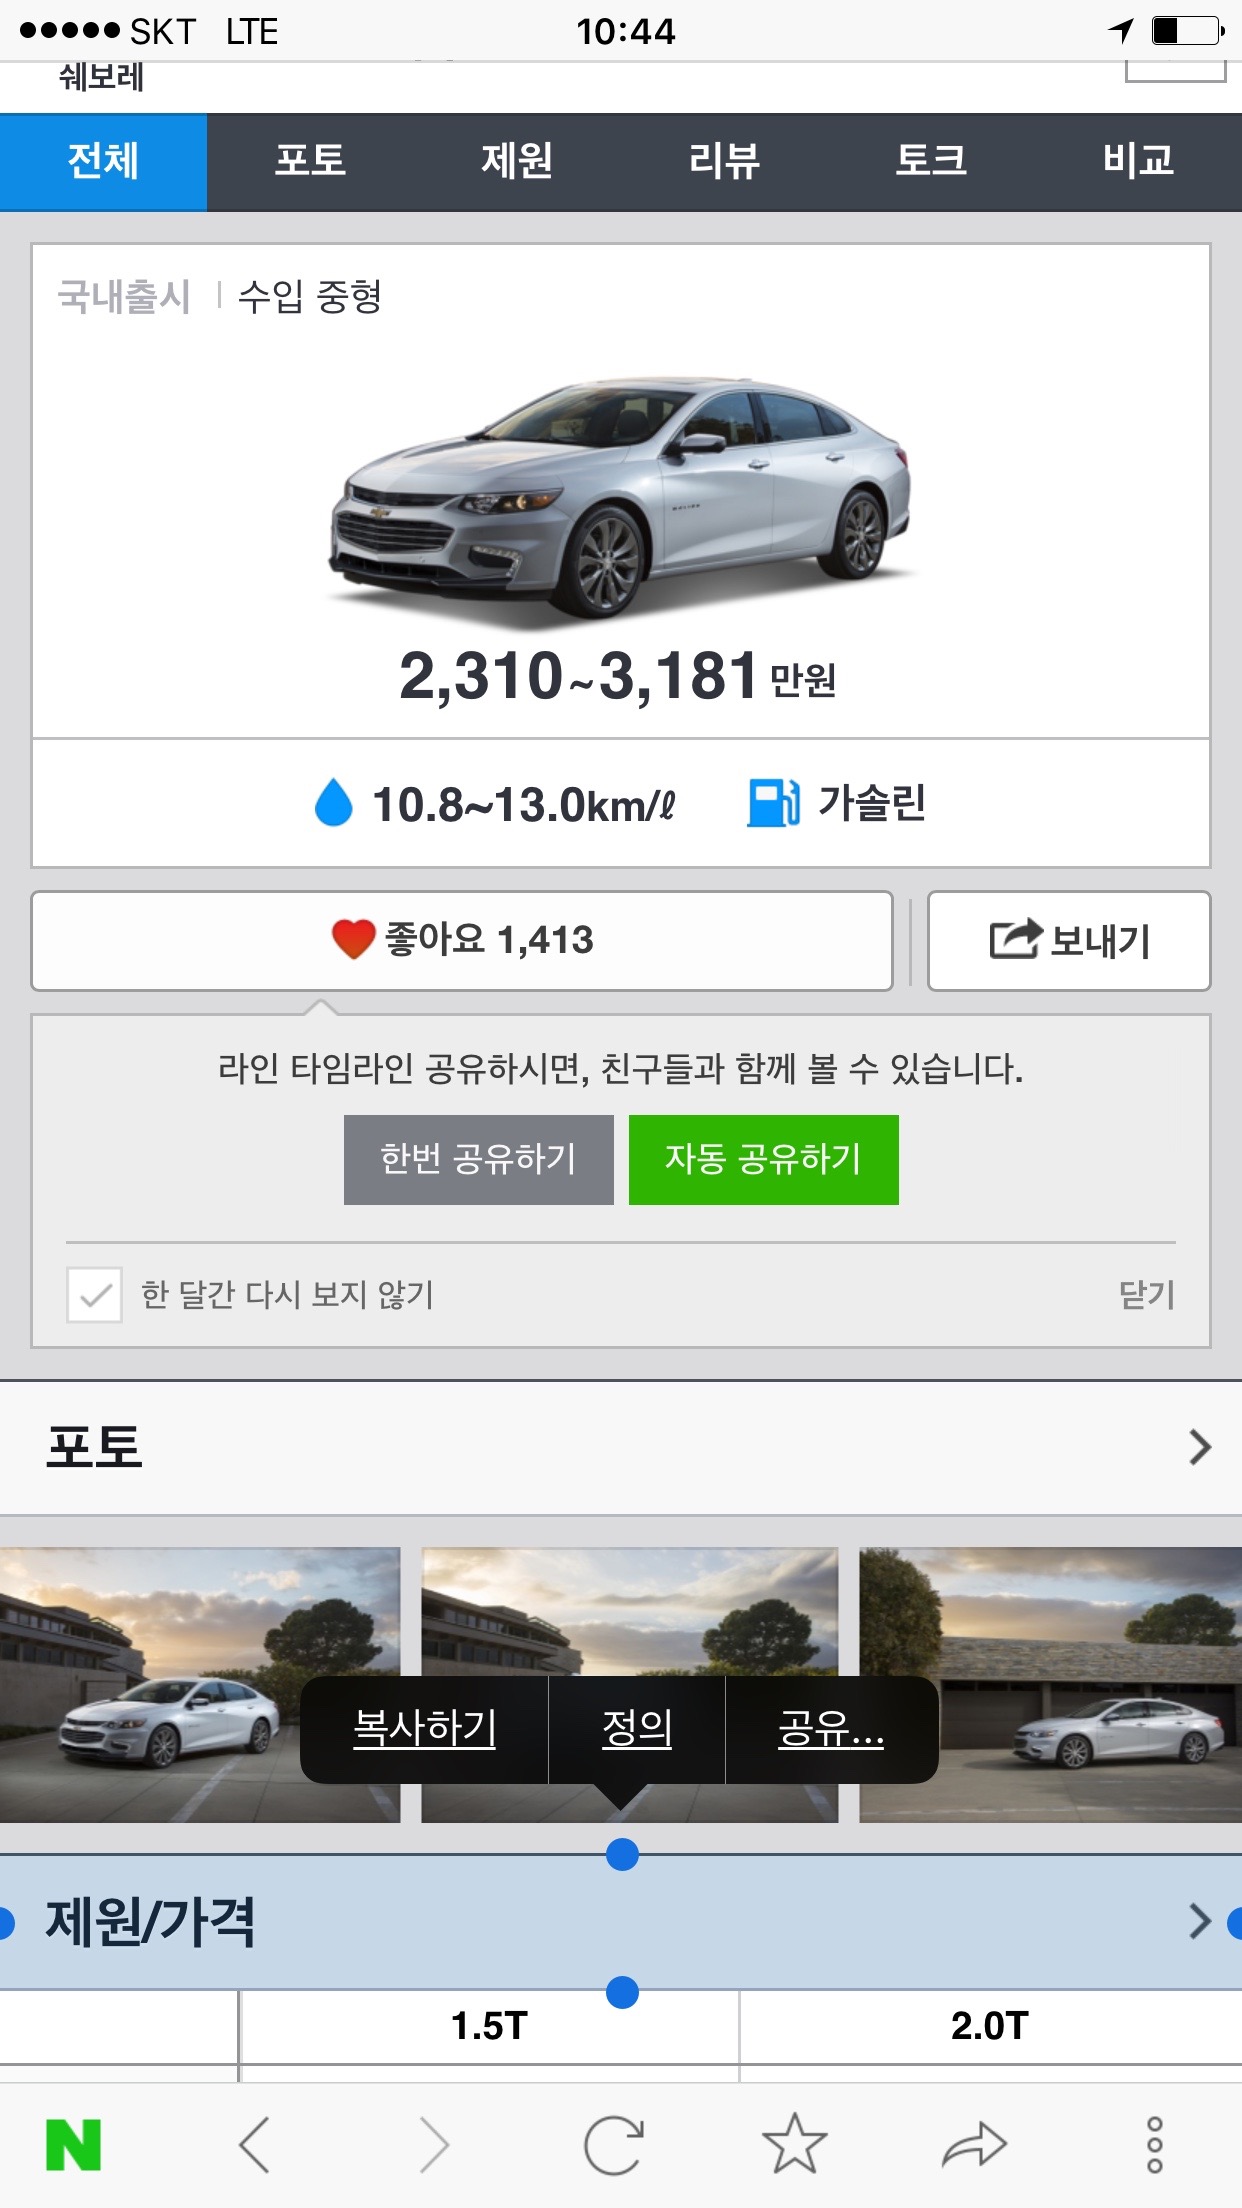 SKT LTE 10:44
쉐보레
전체 포토 제원 리뷰 토크 비교
국내출시 수입 중형
2,310~3,181만원
10.8~13.0km/ℓ 가솔린
좋아요 1,413 보내기
라인 타임라인 공유하시면, 친구들과 함께 볼 수 있습니다.
한번 공유하기 자동 공유하기
한 달간 다시 보지 않기 닫기
포토
복사하기 정의 공유...
제원/가격
1.5T 2.0T
N